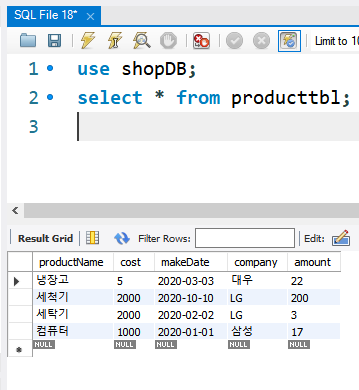 SQL File 18*
Limit to 10
1 use shopDB;
2 select * from producttbl;
3
Result Grid Filter Rows: Edit:
productName cost makeDate company amount
냉장고 5 2020-03-03 대우 22
세척기 2000 2020-10-10 LG 200
세탁기 2000 2020-02-02 LG 3
컴퓨터 1000 2020-01-01 삼성 17
NULL NULL NULL NULL NULL